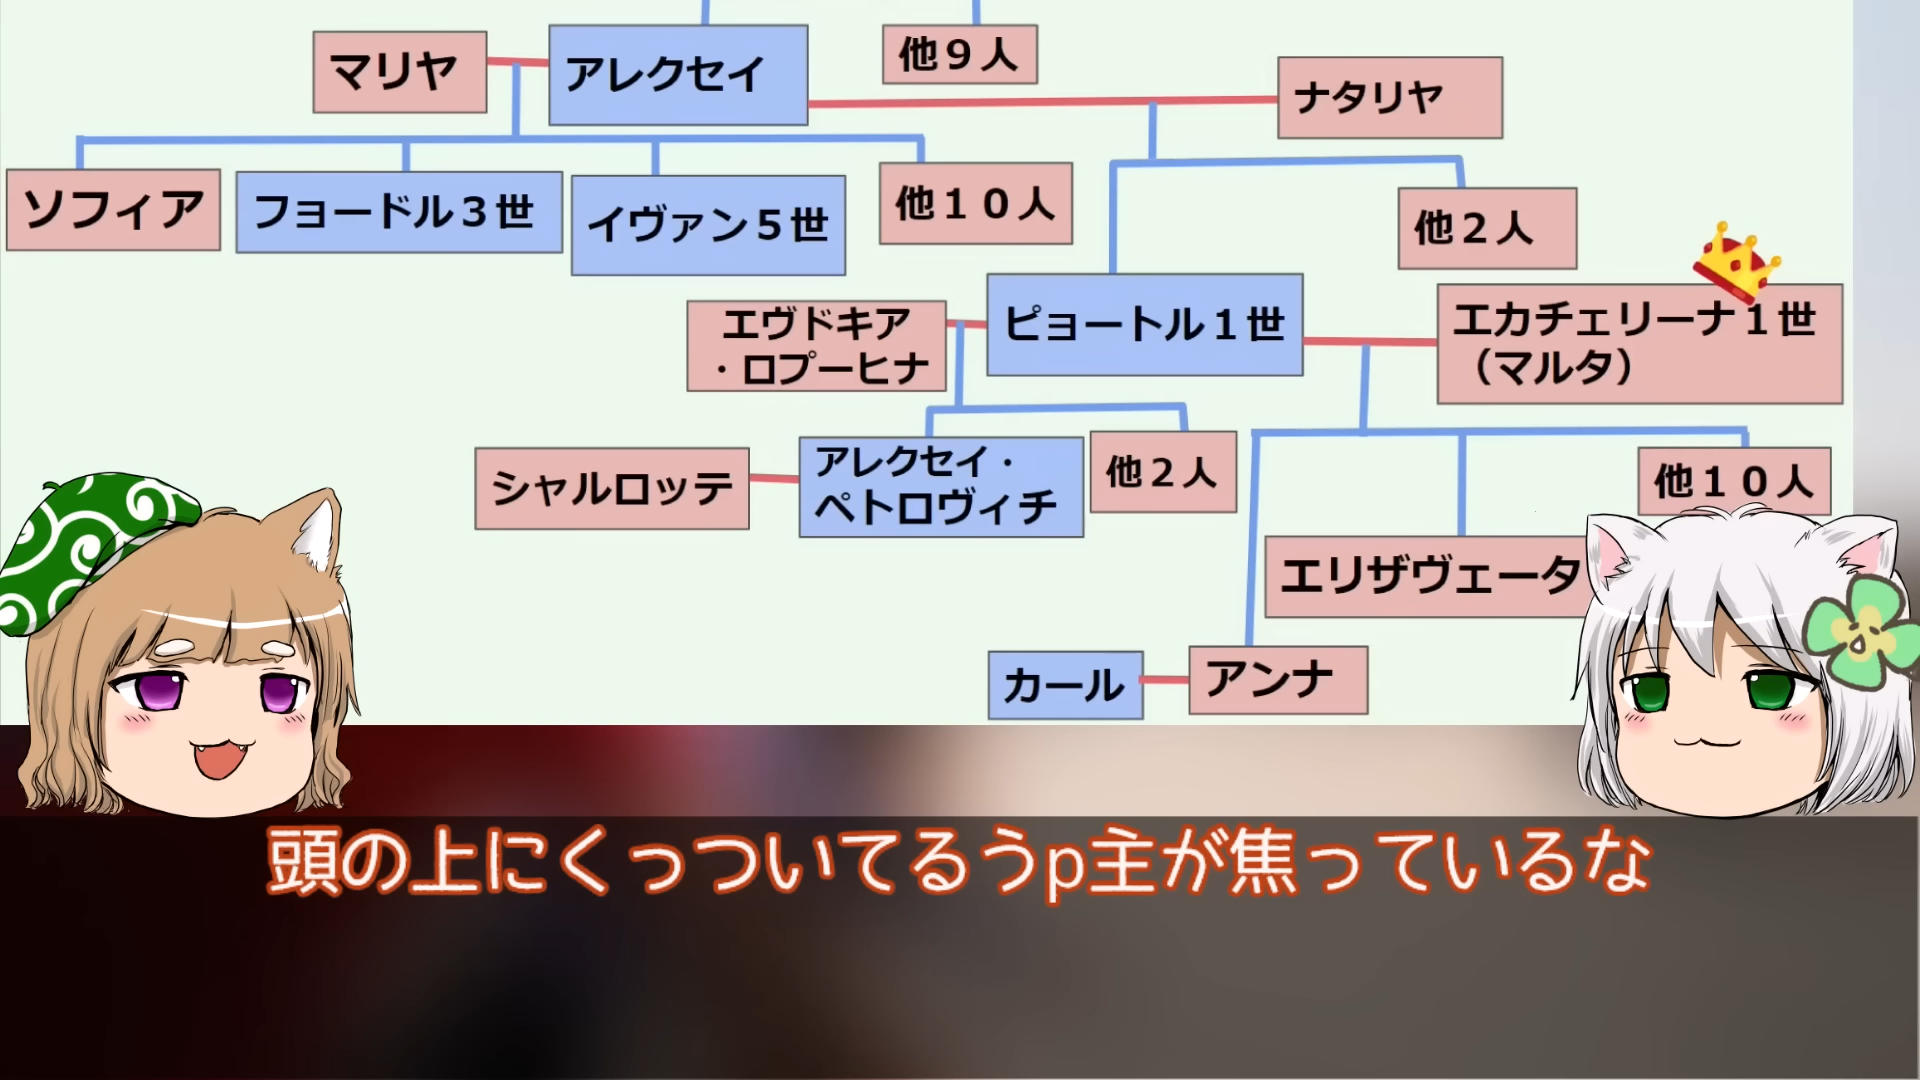 マリヤ
アレクセイ
他９人
ナタリヤ
ソフィア
フョードル３世
イヴァン５世
他１０人
他２人
エヴドキア
・ロプーヒナ
ピョートル１世
エカチェリーナ１世
（マルタ）
シャルロッテ
アレクセイ・
ペトロヴィチ
他２人
他１０人
エリザヴェータ
カール
アンナ
頭の上にくっついてるうp主が焦っているな